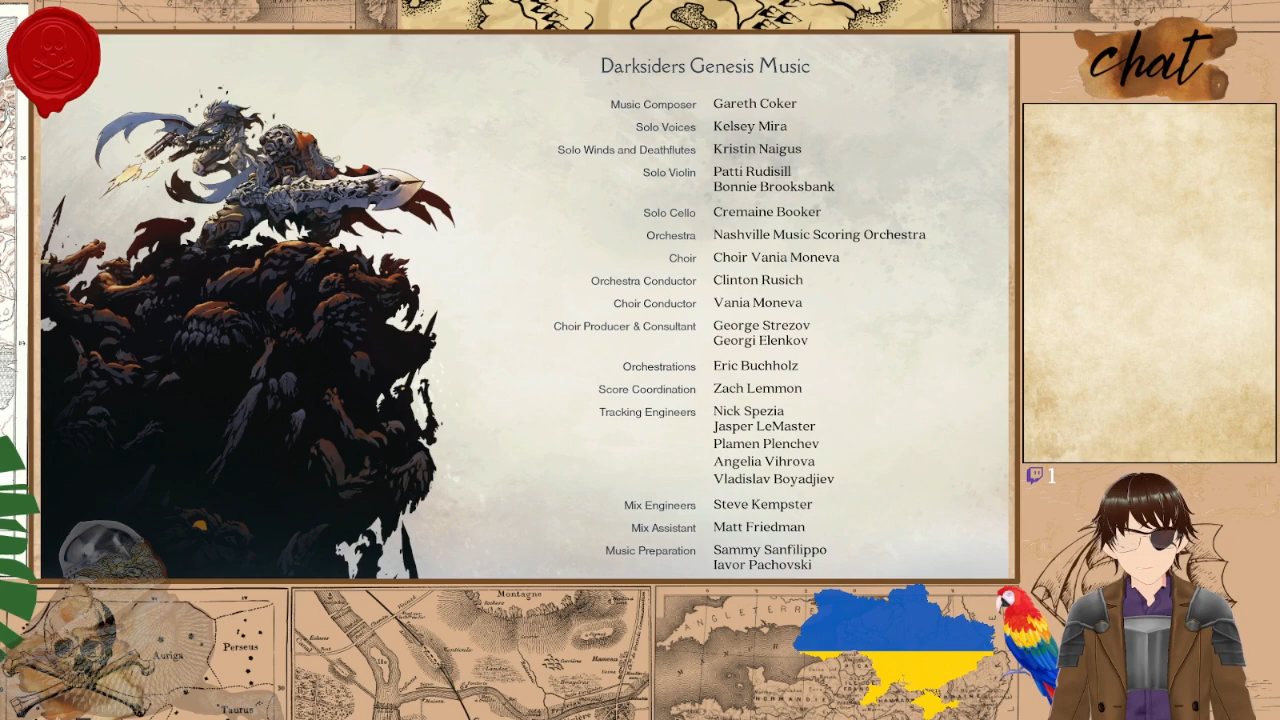 chat
Darksiders Genesis Music
Music Composer Gareth Coker
Solo Voices Kelsey Mira
Solo Winds and Deathflutes Kristin Naigus
Solo Violin Patti Rudisill
Bonnie Brooksbank
Solo Cello Cremaine Booker
Orchestra Nashville Music Scoring Orchestra
Choir Choir Vania Moneva
Orchestra Conductor Clinton Rusich
Choir Conductor Vania Moneva
Choir Producer & Consultant George Strezov
Georgi Elenkov
Orchestrations Eric Buchholz
Score Coordination Zach Lemmon
Tracking Engineers Nick Spezia
Jasper LeMaster
Plamen Plenchev
Angelia Vihrova
Vladislav Boyadjiev
Mix Engineers Steve Kempster
Mix Assistant Matt Friedman
Music Preparation Sammy Sanfilippo
Iavor Pachovski
1
Montagne
Auriga
Perseus
Taurus